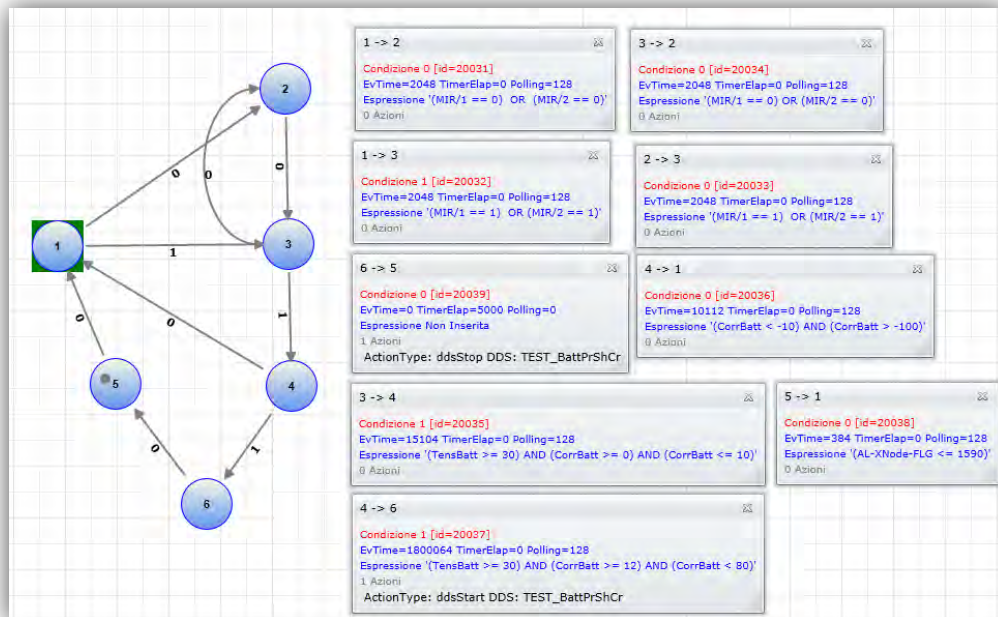 1 -> 2
Condizione 0 [id=20031]
EvTime=2048 TimerElap=0 Polling=128
Espressione '(MIR/1 == 0) OR (MIR/2 == 0)'
0 Azioni
3 -> 2
Condizione 0 [id=20034]
EvTime=2048 TimerElap=0 Polling=128
Espressione '(MIR/1 == 0) OR (MIR/2 == 0)'
0 Azioni
1 -> 3
Condizione 1 [id=20032]
EvTime=2048 TimerElap=0 Polling=128
Espressione '(MIR/1 == 1) OR (MIR/2 == 1)'
0 Azioni
2 -> 3
Condizione 0 [id=20033]
EvTime=2048 TimerElap=0 Polling=128
Espressione '(MIR/1 == 1) OR (MIR/2 == 1)'
0 Azioni
6 -> 5
Condizione 0 [id=20039]
EvTime=0 TimerElap=5000 Polling=0
Espressione Non Inserita
1 Azioni
ActionType: ddsStop DDS: TEST_BattPrShCr
4 -> 1
Condizione 0 [id=20036]
EvTime=10112 TimerElap=0 Polling=128
Espressione '(CorrBatt < -10) AND (CorrBatt > -100)'
0 Azioni
3 -> 4
Condizione 1 [id=20035]
EvTime=15104 TimerElap=0 Polling=128
Espressione '(TensBatt >= 30) AND (CorrBatt >= 0) AND (CorrBatt <= 10)'
0 Azioni
5 -> 1
Condizione 0 [id=20038]
EvTime=384 TimerElap=0 Polling=128
Espressione '(AL-XNode-FLG <= 1590)'
0 Azioni
4 -> 6
Condizione 1 [id=20037]
EvTime=1800064 TimerElap=0 Polling=128
Espressione '(TensBatt >= 30) AND (CorrBatt >= 12) AND (CorrBatt < 80)'
1 Azioni
ActionType: ddsStart DDS: TEST_BattPrShCr
2
0
0
0
1
1
3
1
0
4
0
5
1
0
6